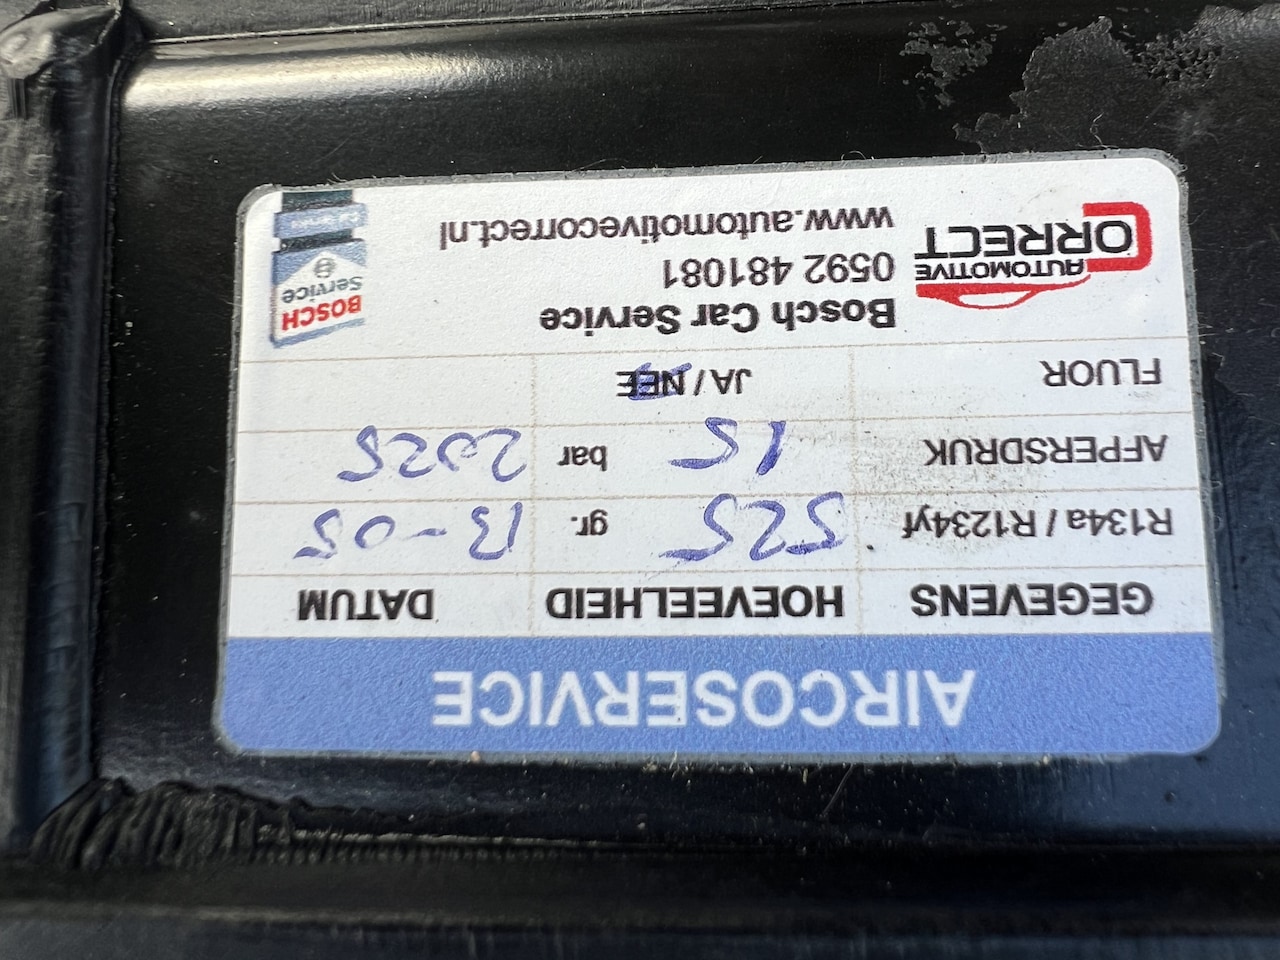 AIRCOSERVICE
GEGEVENS HOEVEELHEID DATUM
R134a / R1234yf 525 gr. 13-05
AFPERSDRUK 15 bar 2025
FLUOR JA / NEE
AUTOMOTIVE
CORRECT
Bosch Car Service
0592 481081
www.automotivecorrect.nl
BOSCH
Service
Car Service